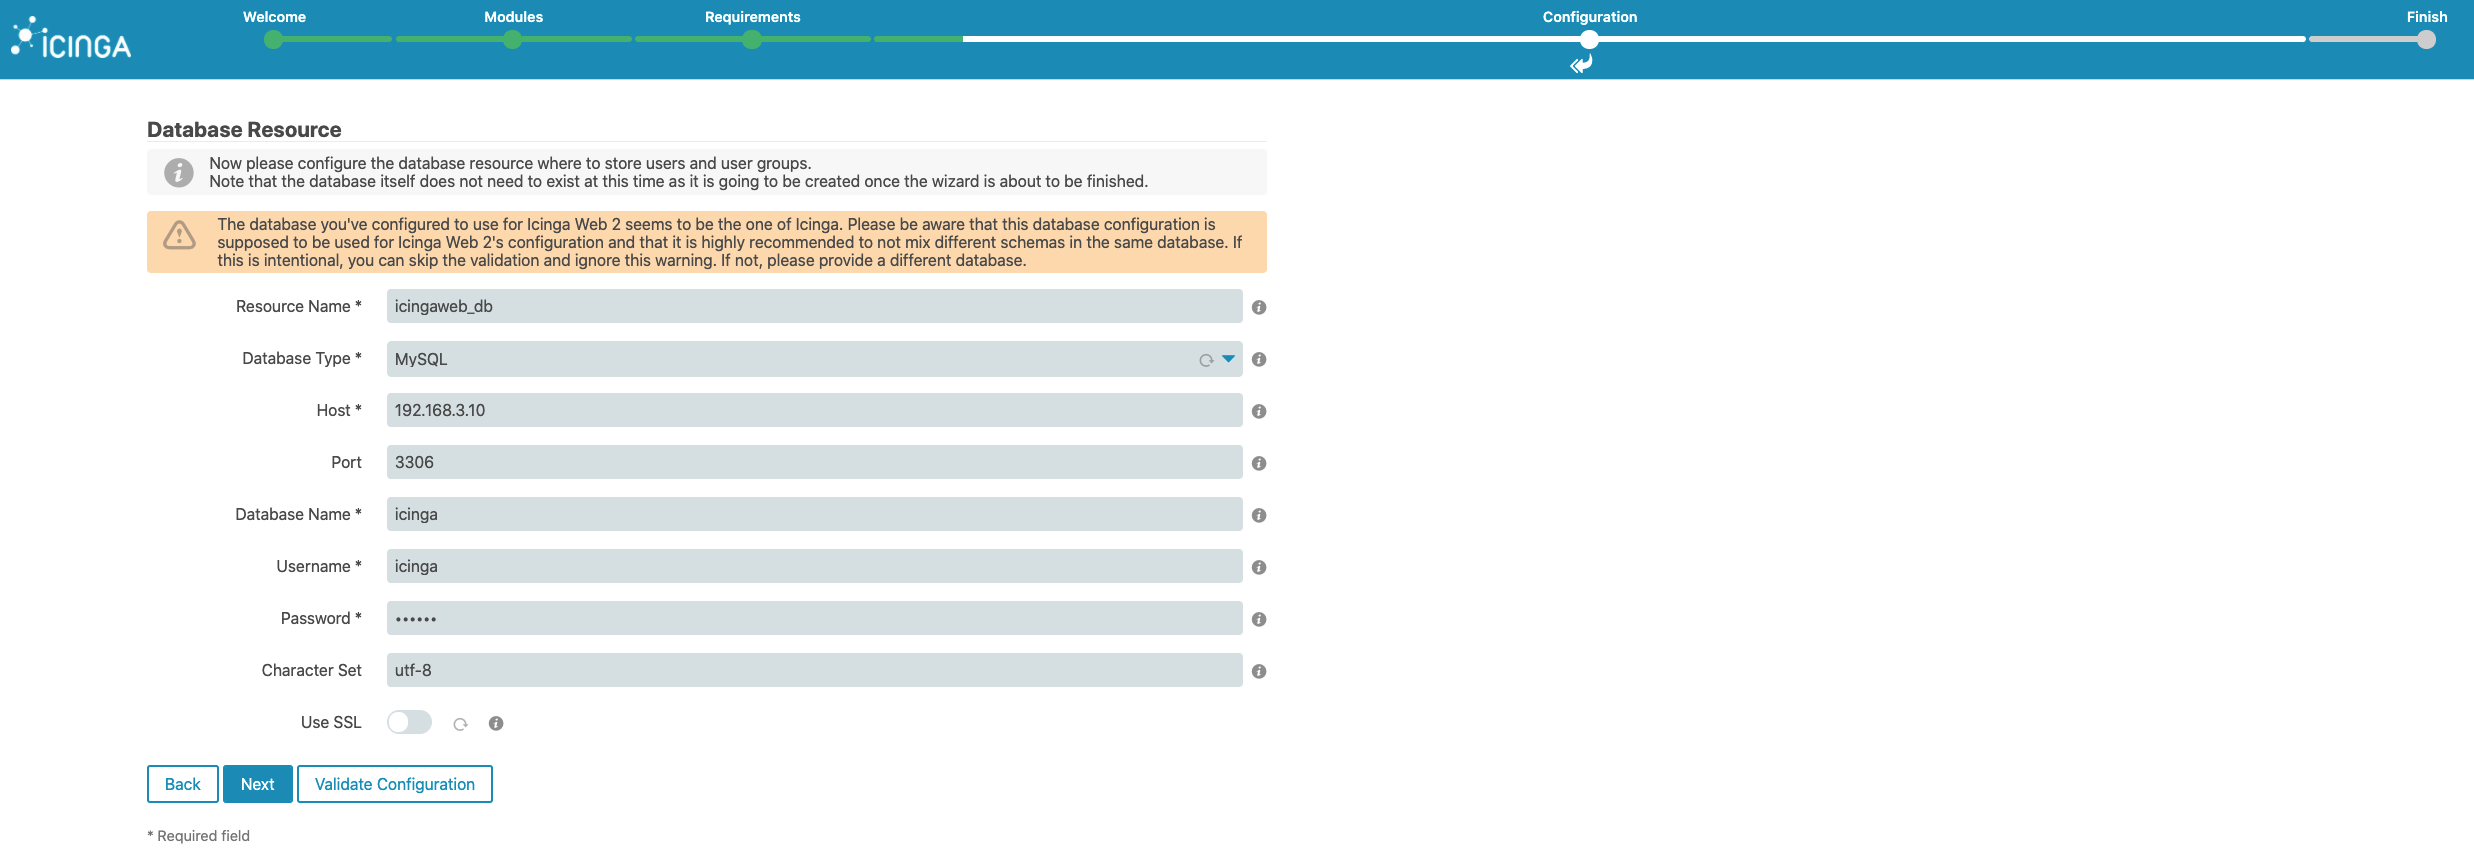 Welcome
Modules
Requirements
Configuration
Finish
ICINGA
Database Resource
Now please configure the database resource where to store users and user groups.
Note that the database itself does not need to exist at this time as it is going to be created once the wizard is about to be finished.
The database you've configured to use for Icinga Web 2 seems to be the one of Icinga. Please be aware that this database configuration is
supposed to be used for Icinga Web 2's configuration and that it is highly recommended to not mix different schemas in the same database. If
this is intentional, you can skip the validation and ignore this warning. If not, please provide a different database.
Resource Name * icingaweb_db
Database Type * MySQL
Host * 192.168.3.10
Port 3306
Database Name * icinga
Username * icinga
Password * ••••••
Character Set utf-8
Use SSL
Back Next Validate Configuration
* Required field